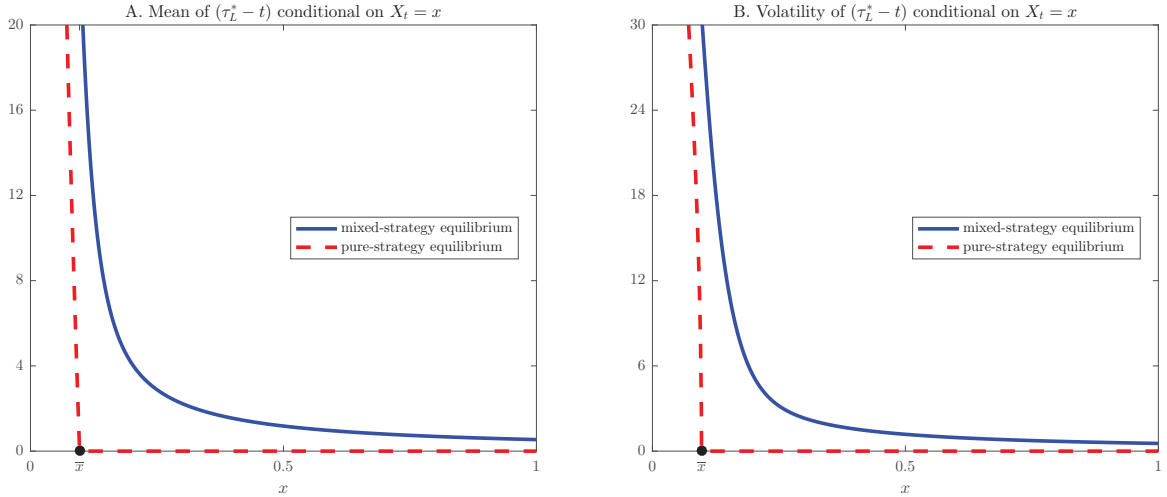 A. Mean of (τ*_L − t) conditional on X_t = x
20
16
12
8
4
0
mixed-strategy equilibrium
pure-strategy equilibrium
0 x̅ 0.5 1
x
B. Volatility of (τ*_L − t) conditional on X_t = x
30
24
18
12
6
0
mixed-strategy equilibrium
pure-strategy equilibrium
0 x̅ 0.5 1
x